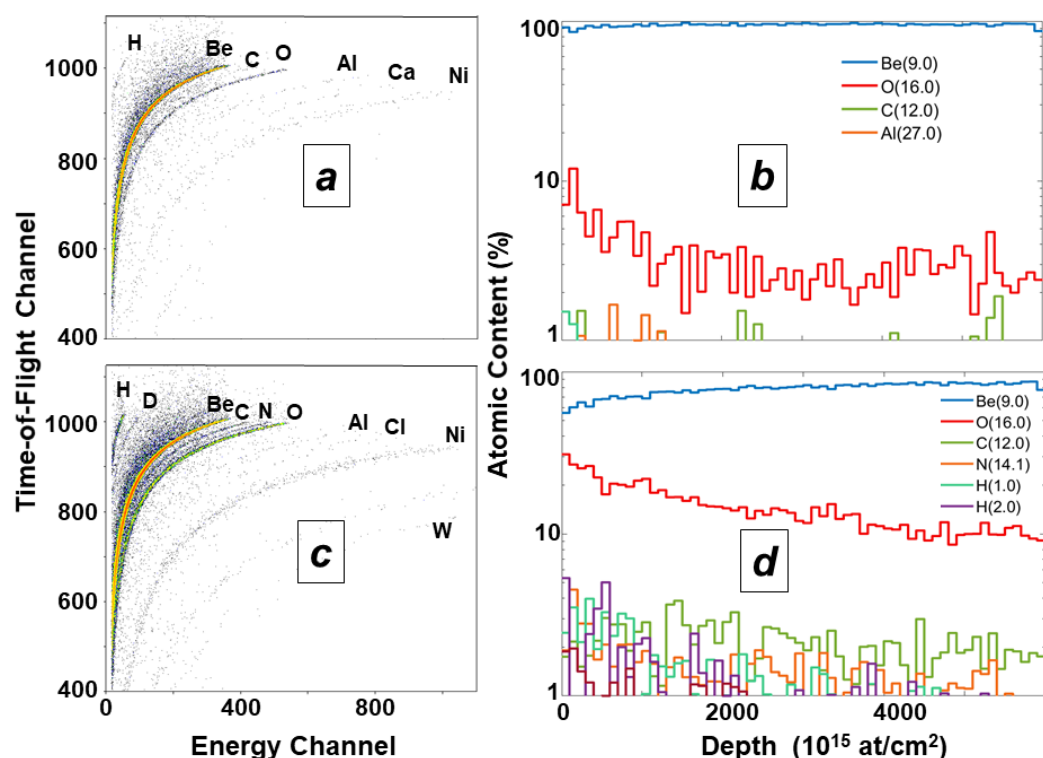 H Be C O Al Ca Ni
1000
800
600
400
a
Time-of-Flight Channel
H D Be C N O Al Cl Ni
W
1000
800
600
400
c
0 400 800
Energy Channel
100
10
1
Be(9.0)
O(16.0)
C(12.0)
Al(27.0)
b
Atomic Content (%)
100
10
1
Be(9.0)
O(16.0)
C(12.0)
N(14.1)
H(1.0)
H(2.0)
d
0 2000 4000
Depth (10¹⁵ at/cm²)